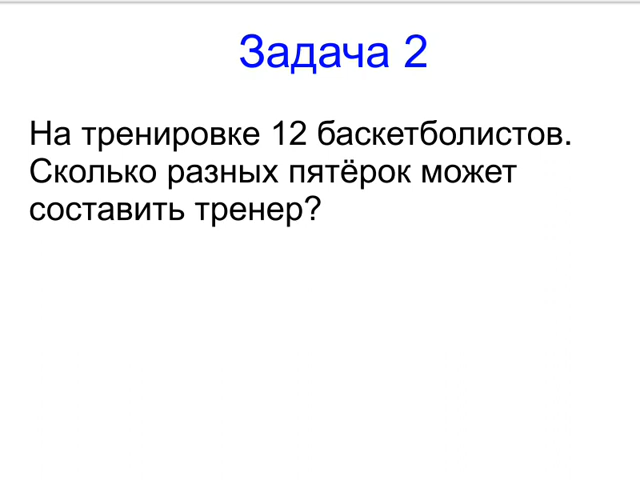 Задача 2
На тренировке 12 баскетболистов.
Сколько разных пятёрок может
составить тренер?